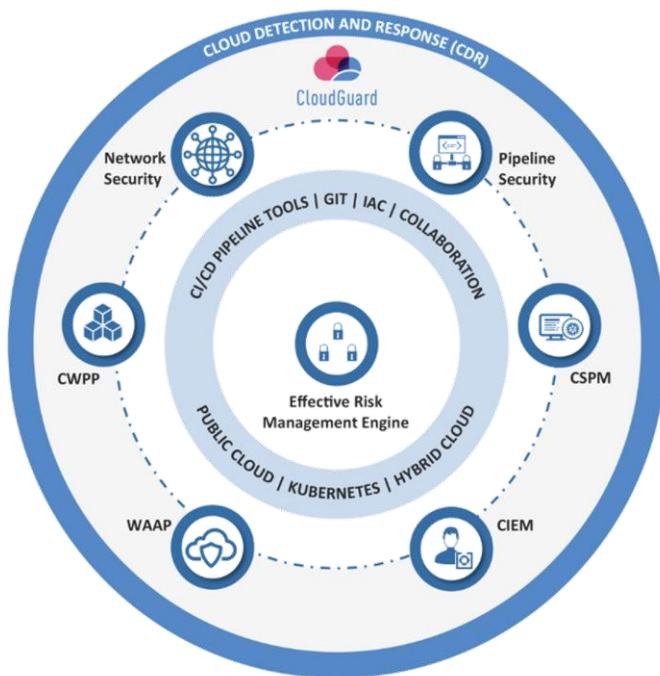 CLOUD DETECTION AND RESPONSE (CDR)
CloudGuard
Network
Security
Pipeline
Security
CI/CD PIPELINE TOOLS | GIT | IAC | COLLABORATION
CWPP
CSPM
Effective Risk
Management Engine
PUBLIC CLOUD | KUBERNETES | HYBRID CLOUD
WAAP
CIEM